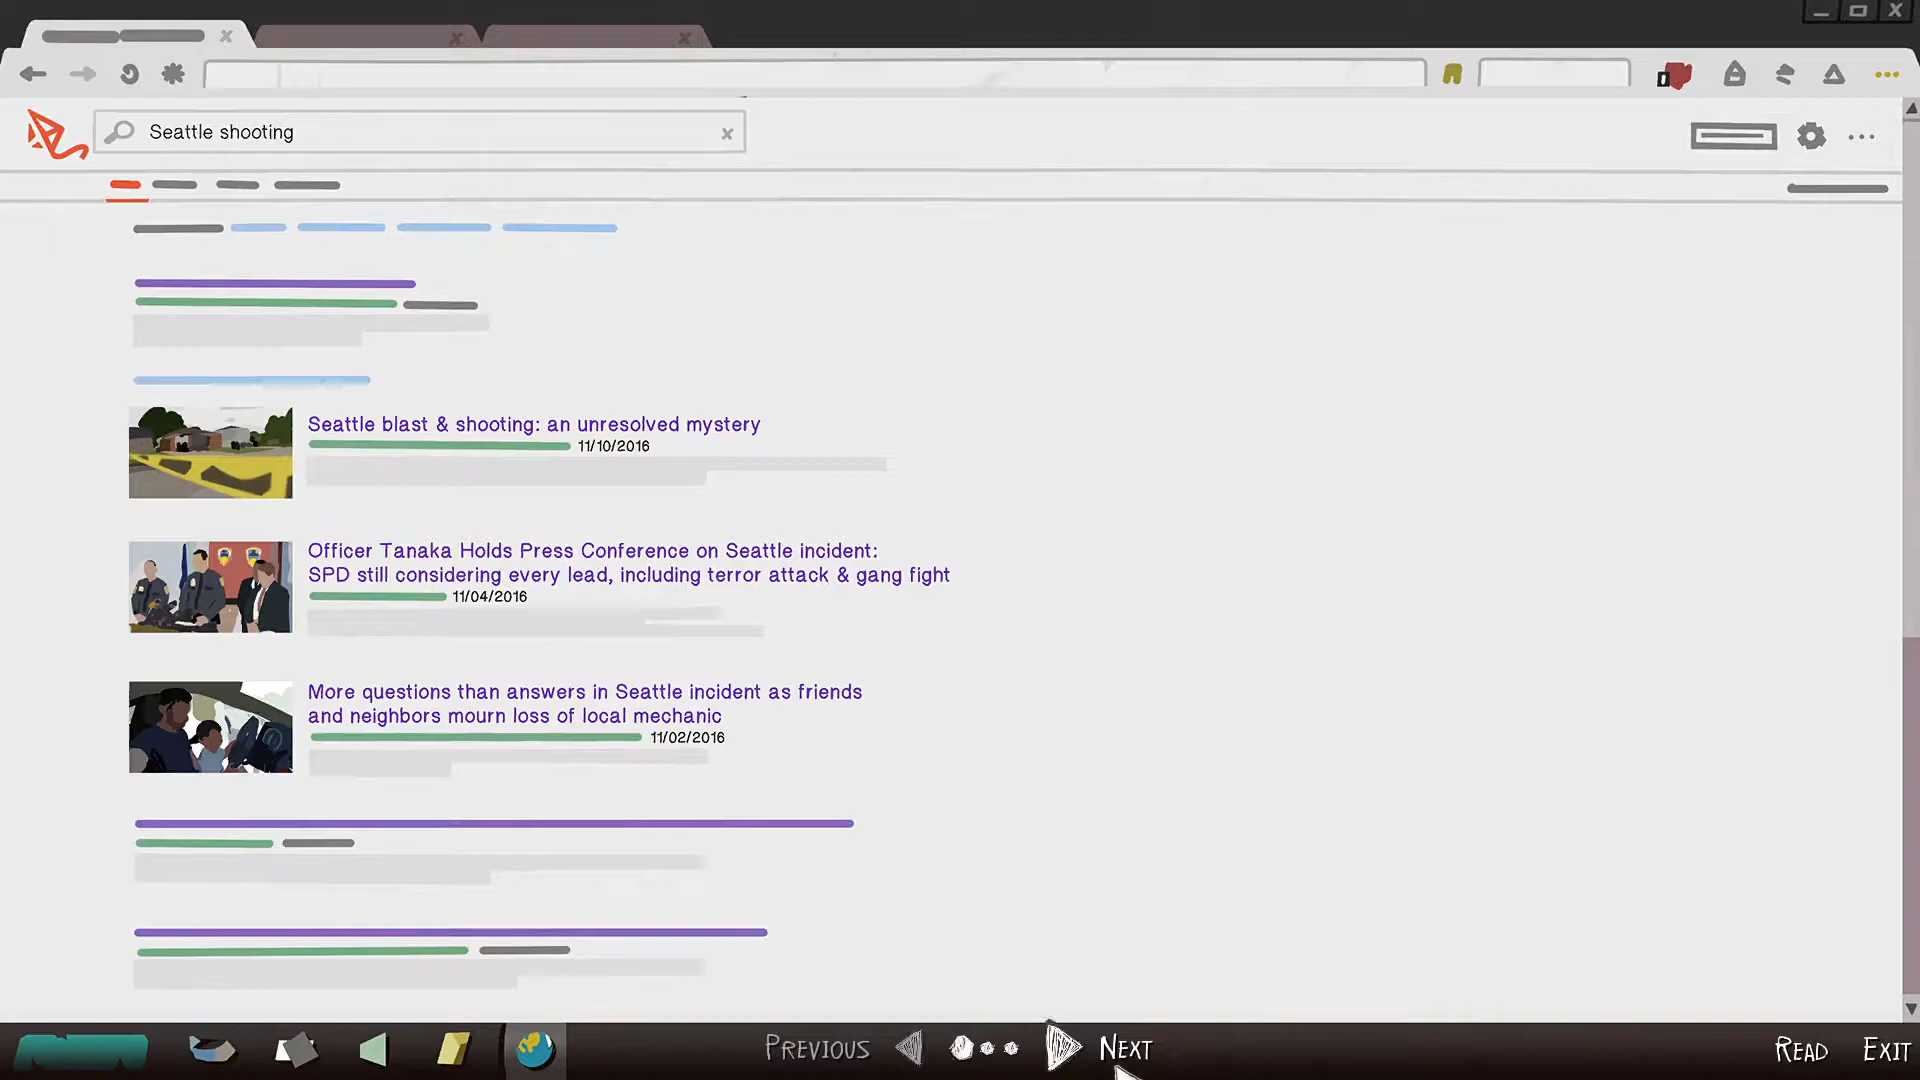 Seattle shooting
Seattle blast & shooting: an unresolved mystery
11/10/2016
Officer Tanaka Holds Press Conference on Seattle incident:
SPD still considering every lead, including terror attack & gang fight
11/04/2016
More questions than answers in Seattle incident as friends
and neighbors mourn loss of local mechanic
11/02/2016
PREVIOUS
NEXT
READ
EXIT